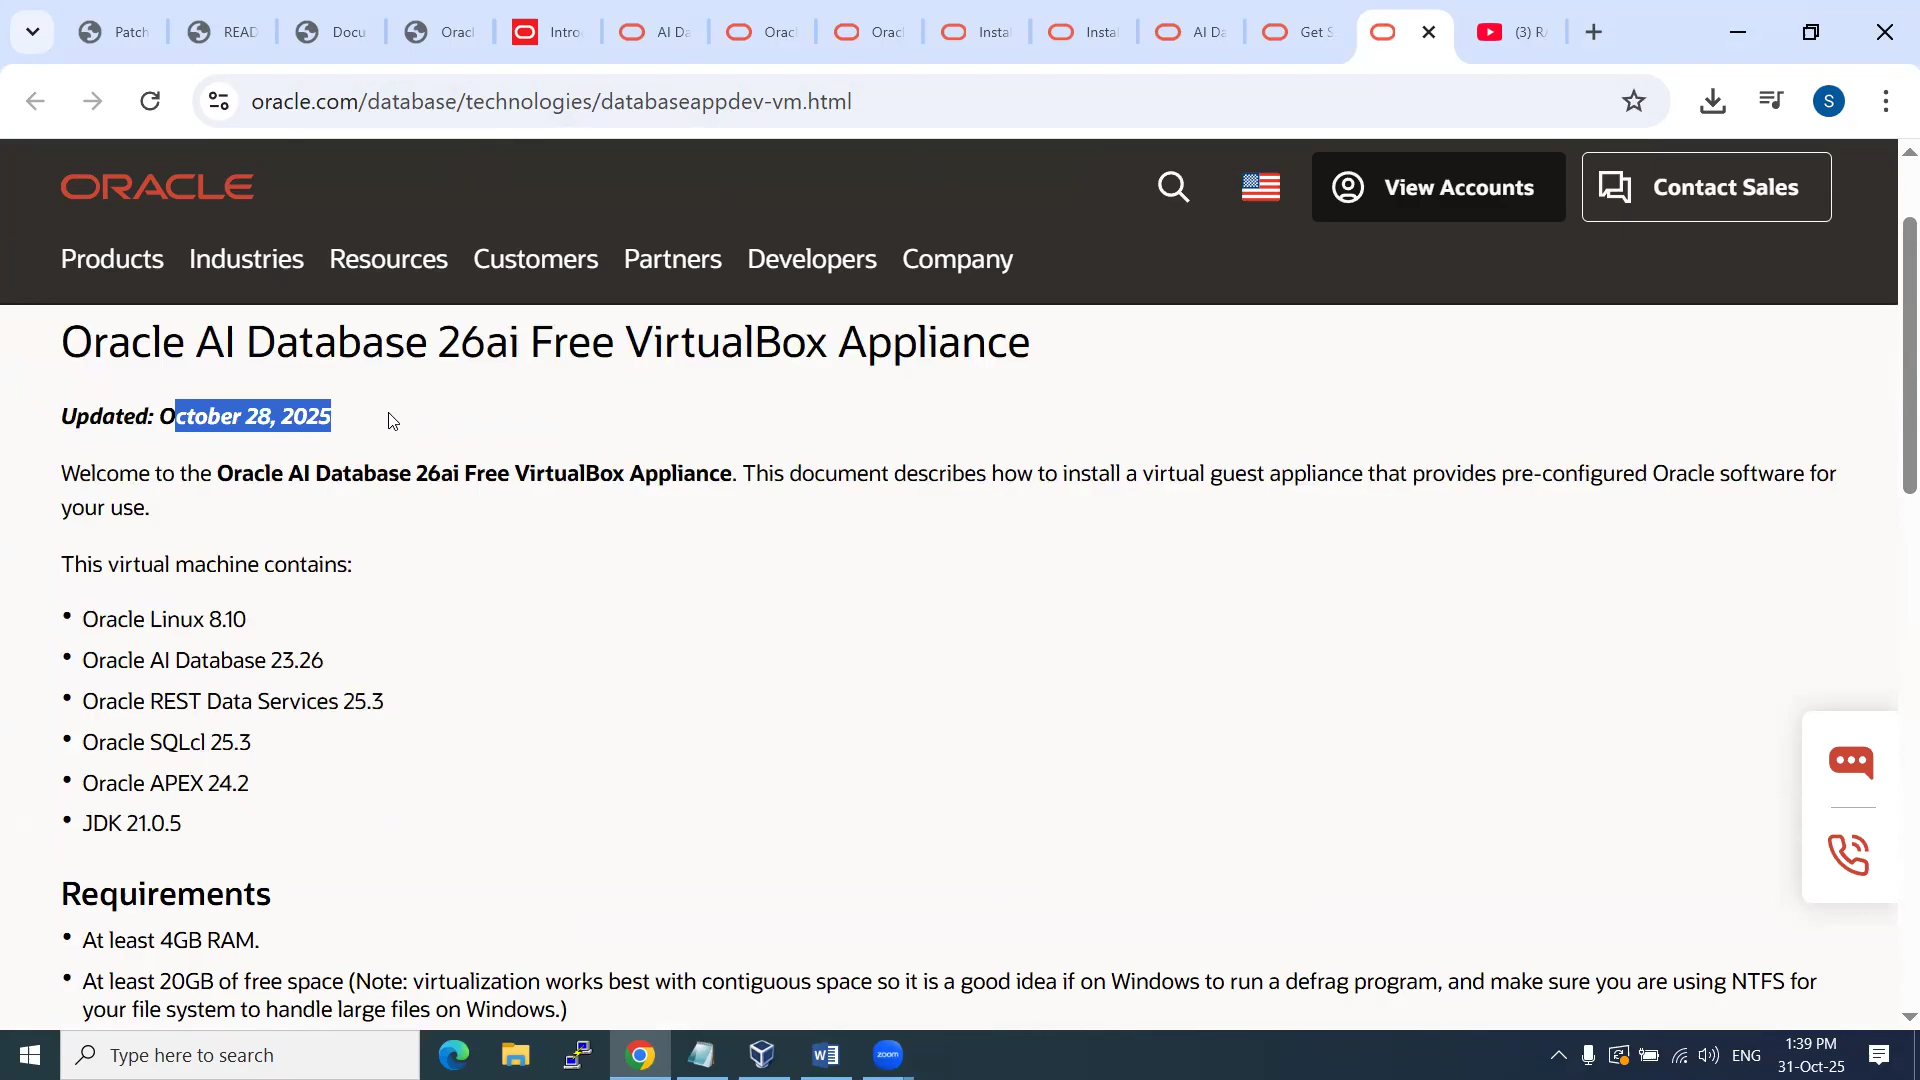 Patch
READ
Docu
Oracl
Intro
AI Da
Oracl
Oracl
Instal
Instal
AI Da
Get S
(3) RA
oracle.com/database/technologies/databaseappdev-vm.html
S
ORACLE
View Accounts
Contact Sales
Products Industries Resources Customers Partners Developers Company
Oracle AI Database 26ai Free VirtualBox Appliance
Updated: October 28, 2025
Welcome to the Oracle AI Database 26ai Free VirtualBox Appliance. This document describes how to install a virtual guest appliance that provides pre-configured Oracle software for
your use.
This virtual machine contains:
• Oracle Linux 8.10
• Oracle AI Database 23.26
• Oracle REST Data Services 25.3
• Oracle SQLcl 25.3
• Oracle APEX 24.2
• JDK 21.0.5
Requirements
• At least 4GB RAM.
• At least 20GB of free space (Note: virtualization works best with contiguous space so it is a good idea if on Windows to run a defrag program, and make sure you are using NTFS for
your file system to handle large files on Windows.)
Type here to search
zoom
ENG
1:39 PM
31-Oct-25